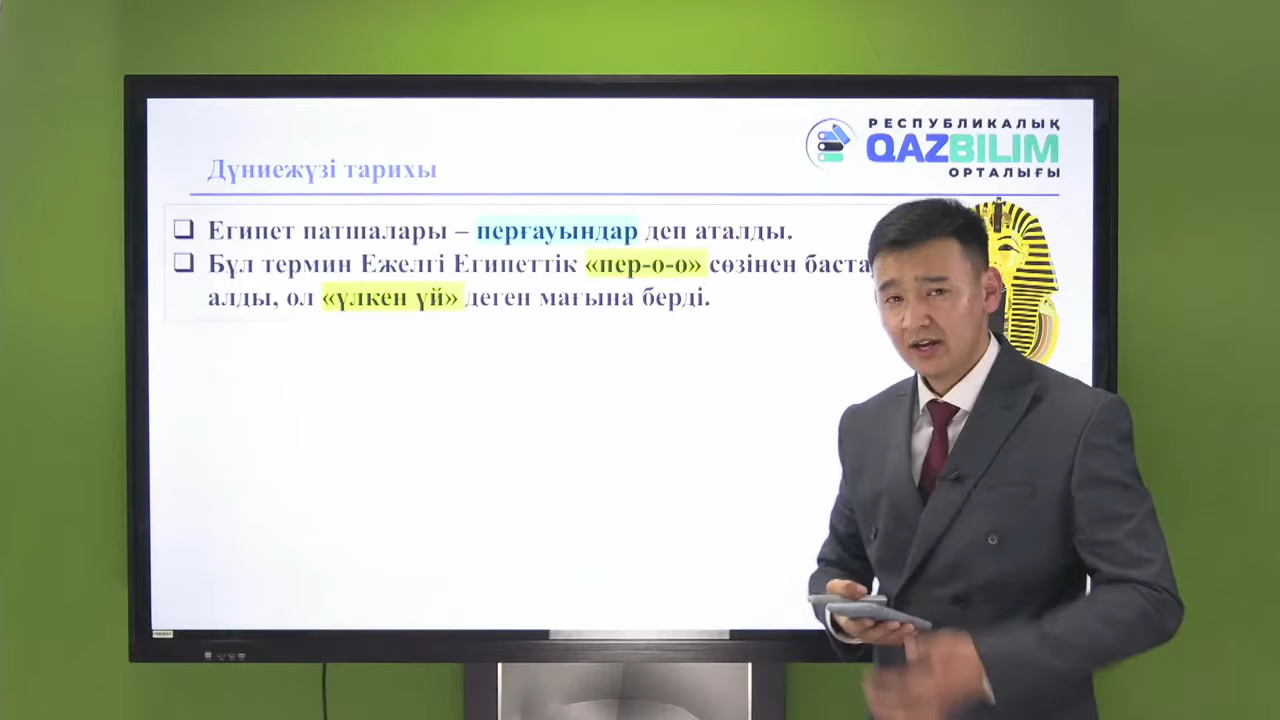 РЕСПУБЛИКАЛЫҚ
QAZBILIM
ОРТАЛЫҒЫ
Дүниежүзі тарихы
Египет патшалары – перғауындар деп аталды.
Бұл термин Ежелгі Египеттік «пер-о-о» сөзінен
алды, ол «үлкен үй» деген мағына берді.